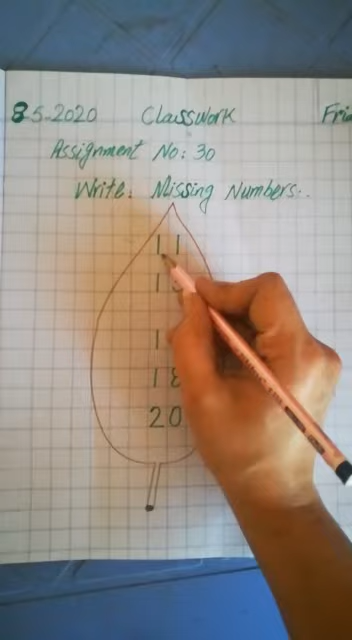 8-5-2020 Classwork
Assignment No: 30
Write: Missing Numbers:.
11
18
20